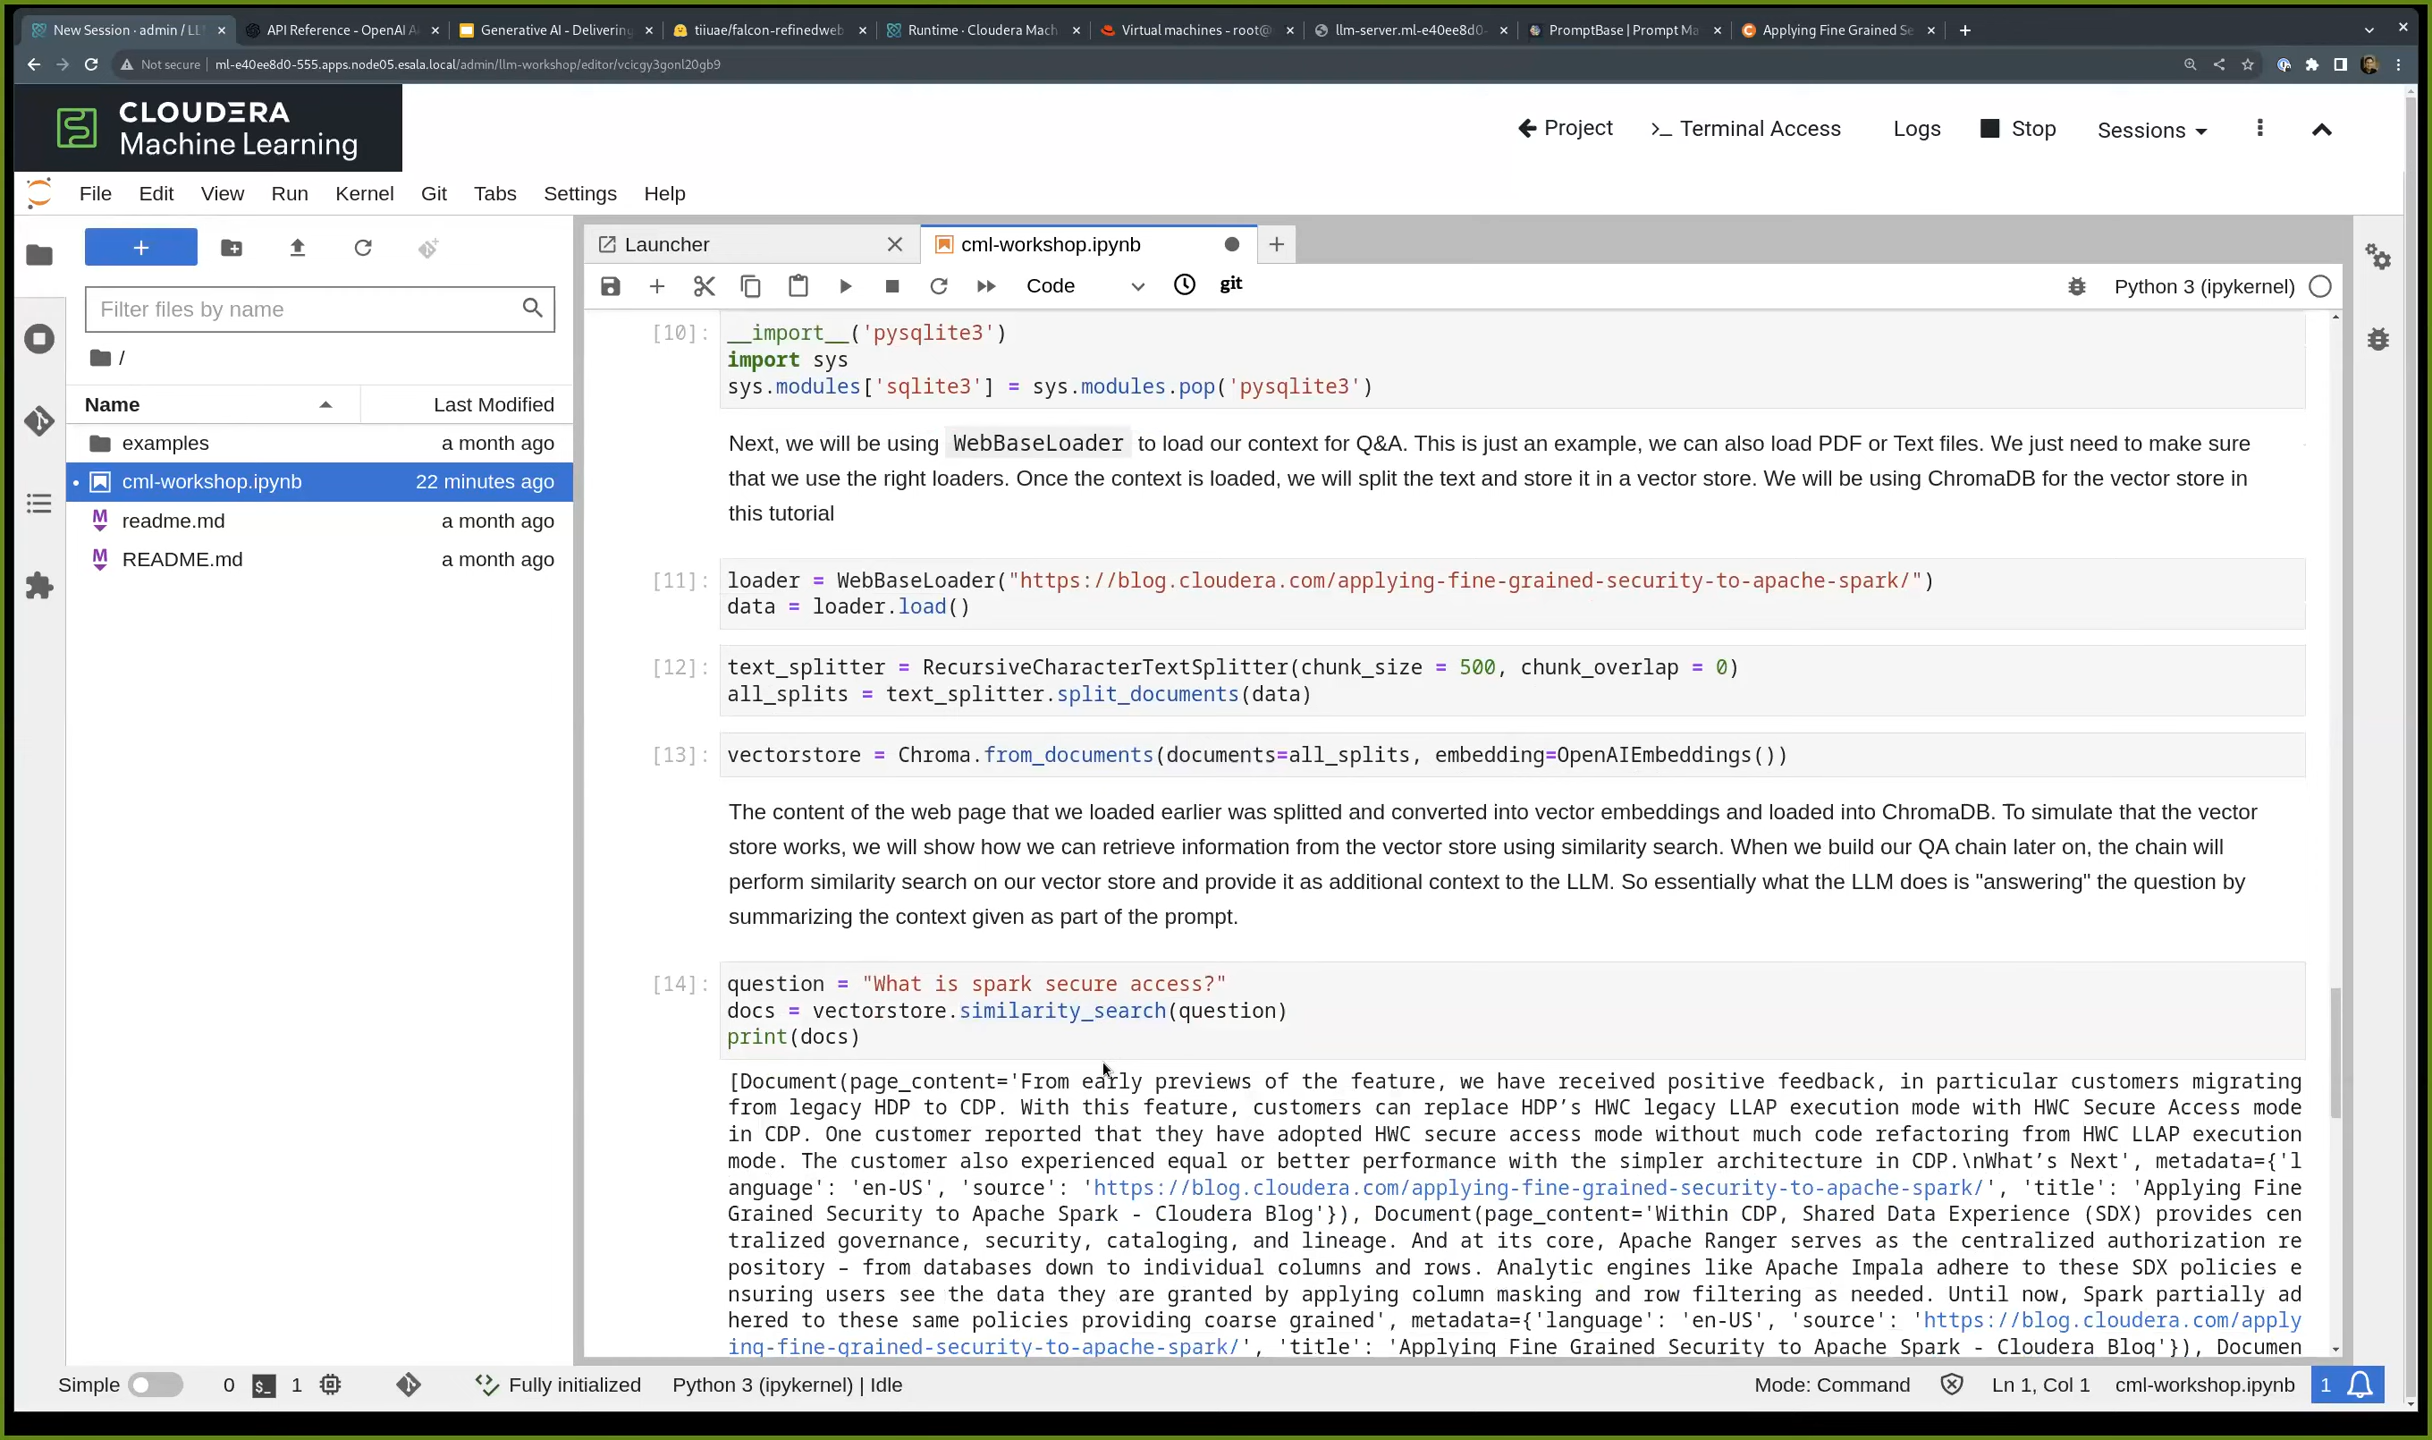 New Session · admin / LL
API Reference - OpenAI A
Generative AI - Delivering
tiiuae/falcon-refinedweb
Runtime · Cloudera Mach
Virtual machines - root@
llm-server.ml-e40ee8d0-
PromptBase | Prompt Ma
Applying Fine Grained Se
Not secure
ml-e40ee8d0-555.apps.node05.esala.local/admin/llm-workshop/editor/vcicgy3gonl20gb9
CLOUDERA
Machine Learning
Project
>_ Terminal Access
Logs
Stop
Sessions
File
Edit
View
Run
Kernel
Git
Tabs
Settings
Help
+
Filter files by name
/
Name
Last Modified
examples
a month ago
cml-workshop.ipynb
22 minutes ago
readme.md
a month ago
README.md
a month ago
Launcher
cml-workshop.ipynb
Code
git
Python 3 (ipykernel)
[10]:
__import__('pysqlite3')
import sys
sys.modules['sqlite3'] = sys.modules.pop('pysqlite3')
Next, we will be using WebBaseLoader to load our context for Q&A. This is just an example, we can also load PDF or Text files. We just need to make sure
that we use the right loaders. Once the context is loaded, we will split the text and store it in a vector store. We will be using ChromaDB for the vector store in
this tutorial
[11]:
loader = WebBaseLoader("https://blog.cloudera.com/applying-fine-grained-security-to-apache-spark/")
data = loader.load()
[12]:
text_splitter = RecursiveCharacterTextSplitter(chunk_size = 500, chunk_overlap = 0)
all_splits = text_splitter.split_documents(data)
[13]:
vectorstore = Chroma.from_documents(documents=all_splits, embedding=OpenAIEmbeddings())
The content of the web page that we loaded earlier was splitted and converted into vector embeddings and loaded into ChromaDB. To simulate that the vector
store works, we will show how we can retrieve information from the vector store using similarity search. When we build our QA chain later on, the chain will
perform similarity search on our vector store and provide it as additional context to the LLM. So essentially what the LLM does is "answering" the question by
summarizing the context given as part of the prompt.
[14]:
question = "What is spark secure access?"
docs = vectorstore.similarity_search(question)
print(docs)
[Document(page_content='From early previews of the feature, we have received positive feedback, in particular customers migrating
from legacy HDP to CDP. With this feature, customers can replace HDP’s HWC legacy LLAP execution mode with HWC Secure Access mode
in CDP. One customer reported that they have adopted HWC secure access mode without much code refactoring from HWC LLAP execution
mode. The customer also experienced equal or better performance with the simpler architecture in CDP.\nWhat’s Next', metadata={'l
anguage': 'en-US', 'source': 'https://blog.cloudera.com/applying-fine-grained-security-to-apache-spark/', 'title': 'Applying Fine
Grained Security to Apache Spark - Cloudera Blog'}), Document(page_content='Within CDP, Shared Data Experience (SDX) provides cen
tralized governance, security, cataloging, and lineage. And at its core, Apache Ranger serves as the centralized authorization re
pository – from databases down to individual columns and rows. Analytic engines like Apache Impala adhere to these SDX policies e
nsuring users see the data they are granted by applying column masking and row filtering as needed. Until now, Spark partially ad
hered to these same policies providing coarse grained', metadata={'language': 'en-US', 'source': 'https://blog.cloudera.com/apply
ing-fine-grained-security-to-apache-spark/', 'title': 'Applying Fine Grained Security to Apache Spark - Cloudera Blog'}), Documen
Simple
0
1
Fully initialized
Python 3 (ipykernel) | Idle
Mode: Command
Ln 1, Col 1
cml-workshop.ipynb
1